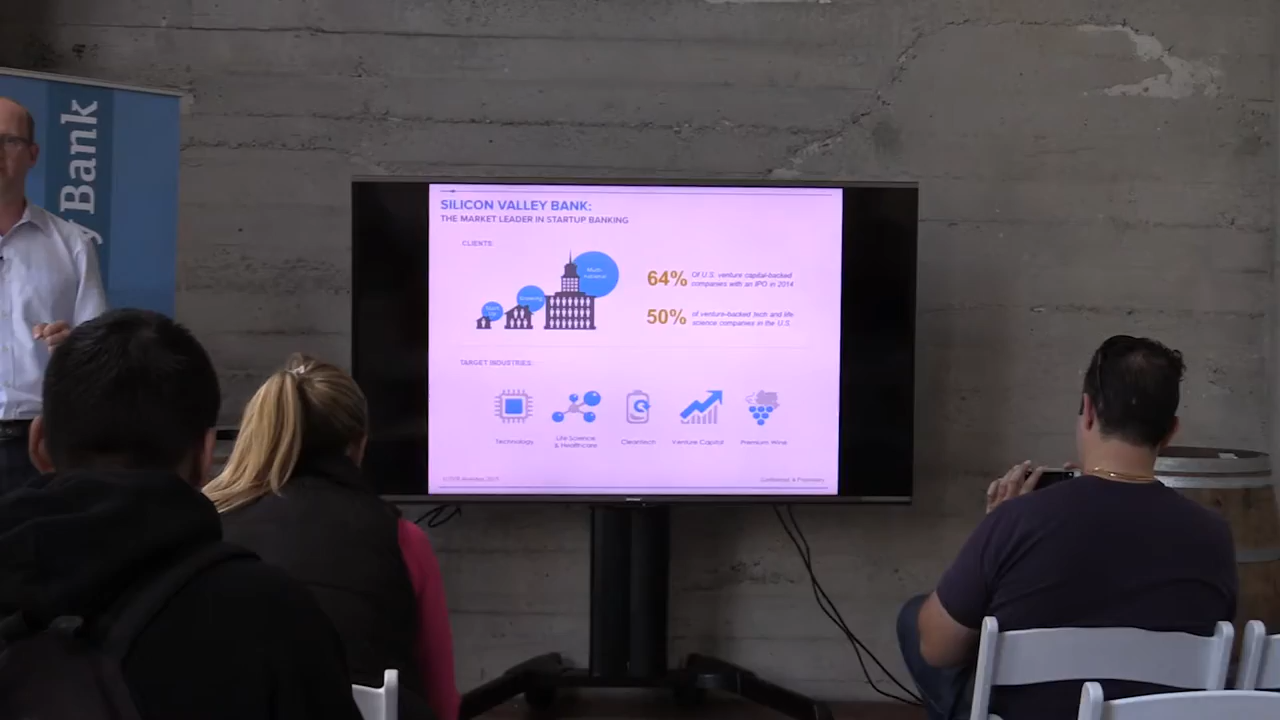 y Bank
SILICON VALLEY BANK:
THE MARKET LEADER IN STARTUP BANKING
CLIENTS:
64% Of U.S. venture capital-backed
companies with an IPO in 2014
50% of venture-backed tech and life
science companies in the U.S.
TARGET INDUSTRIES:
Technology
Life Science
& Healthcare
Cleantech
Venture Capital
Premium Wine